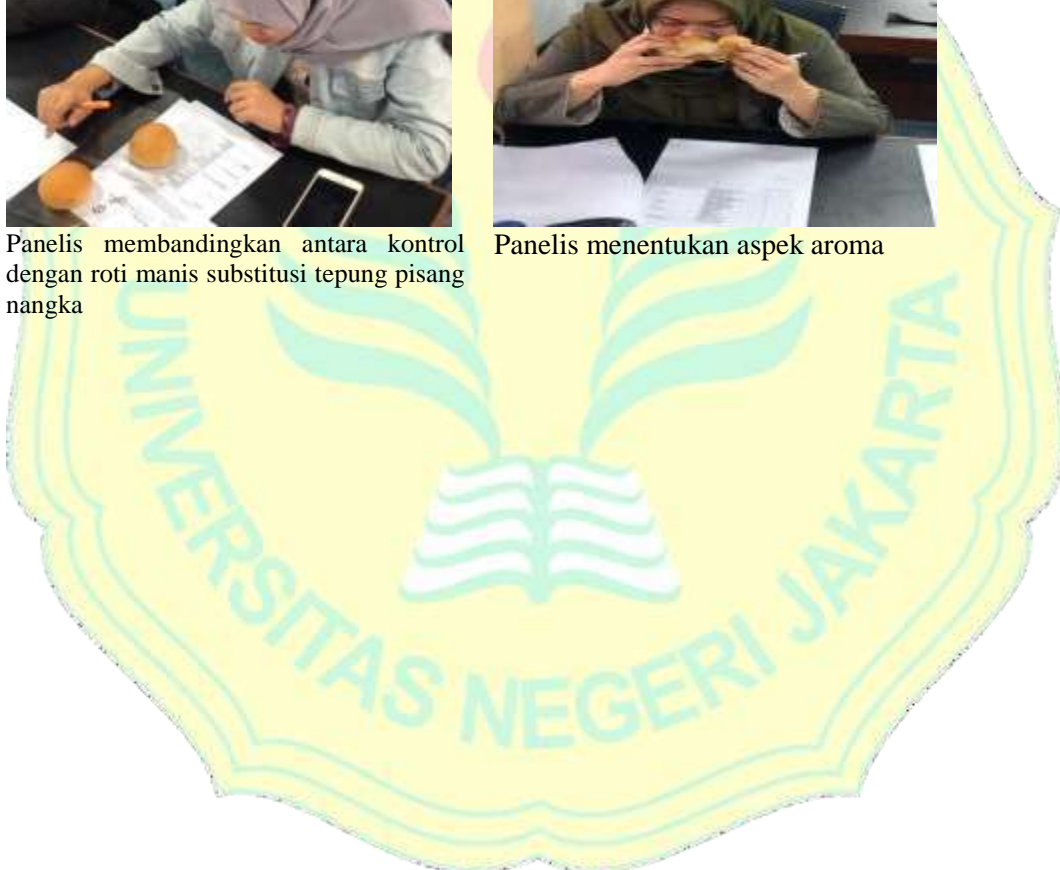 Panelis membandingkan antara kontrol
dengan roti manis substitusi tepung pisang
nangka
Panelis menentukan aspek aroma
UNIVERSITAS NEGERI JAKARTA